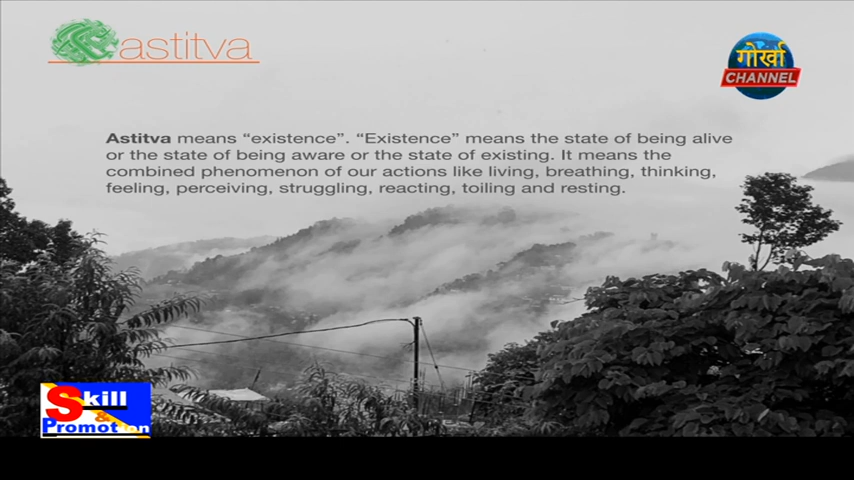 astitva
गोर्खा
CHANNEL
Astitva means “existence”. “Existence” means the state of being alive
or the state of being aware or the state of existing. It means the
combined phenomenon of our actions like living, breathing, thinking,
feeling, perceiving, struggling, reacting, toiling and resting.
Skill
&
Promotion